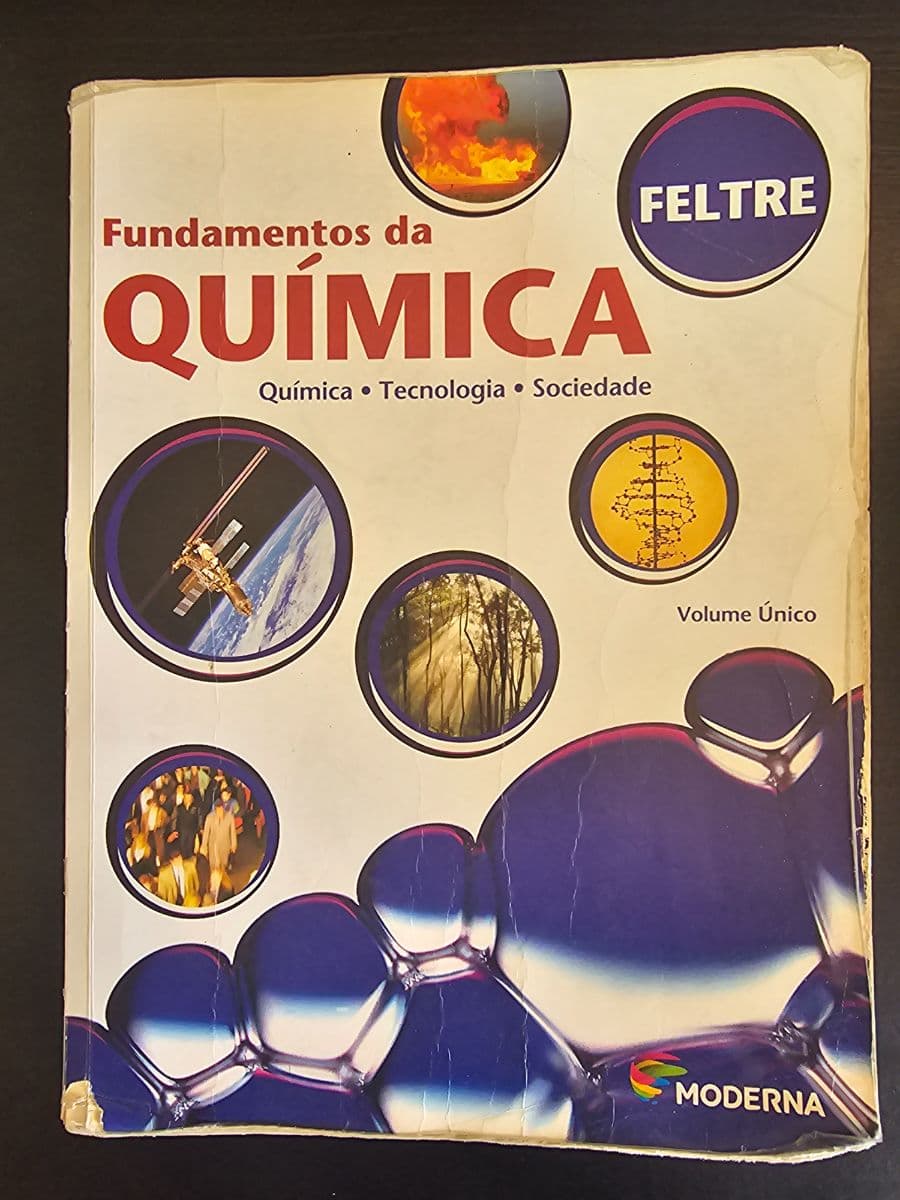 FELTRE
Fundamentos da
QUÍMICA
Química • Tecnologia • Sociedade
Volume Único
MODERNA